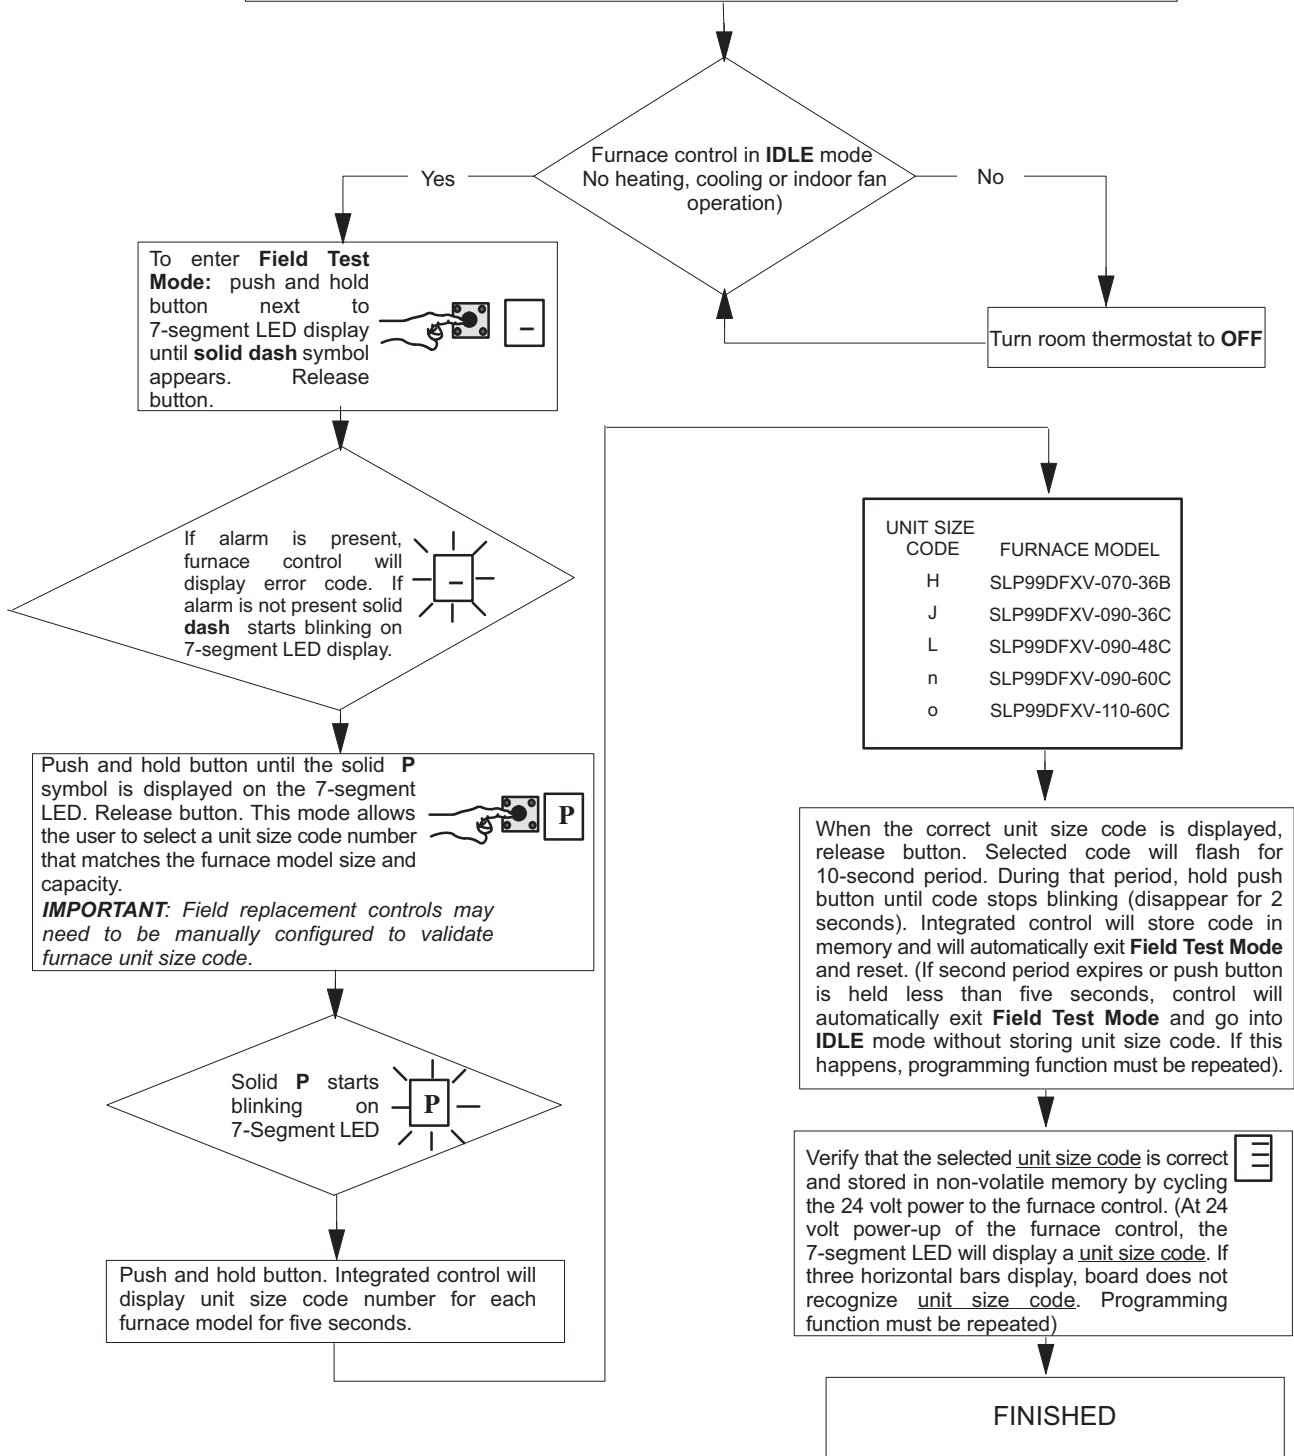 Furnace control in IDLE mode
No heating, cooling or indoor fan
operation)
Yes
No
To enter Field Test
Mode: push and hold
button next to
7-segment LED display
until solid dash symbol
appears. Release
button.
–
Turn room thermostat to OFF
If alarm is present,
furnace control will
display error code. If
alarm is not present solid
dash starts blinking on
7-segment LED display.
–
Push and hold button until the solid P
symbol is displayed on the 7-segment
LED. Release button. This mode allows
the user to select a unit size code number
that matches the furnace model size and
capacity.
IMPORTANT: Field replacement controls may
need to be manually configured to validate
furnace unit size code.
P
Solid P starts
blinking on
7-Segment LED
P
Push and hold button. Integrated control will
display unit size code number for each
furnace model for five seconds.
UNIT SIZE
CODE FURNACE MODEL
H SLP99DFXV-070-36B
J SLP99DFXV-090-36C
L SLP99DFXV-090-48C
n SLP99DFXV-090-60C
o SLP99DFXV-110-60C
When the correct unit size code is displayed,
release button. Selected code will flash for
10-second period. During that period, hold push
button until code stops blinking (disappear for 2
seconds). Integrated control will store code in
memory and will automatically exit Field Test Mode
and reset. (If second period expires or push button
is held less than five seconds, control will
automatically exit Field Test Mode and go into
IDLE mode without storing unit size code. If this
happens, programming function must be repeated).
Verify that the selected unit size code is correct
and stored in non-volatile memory by cycling
the 24 volt power to the furnace control. (At 24
volt power-up of the furnace control, the
7-segment LED will display a unit size code. If
three horizontal bars display, board does not
recognize unit size code. Programming
function must be repeated)
FINISHED